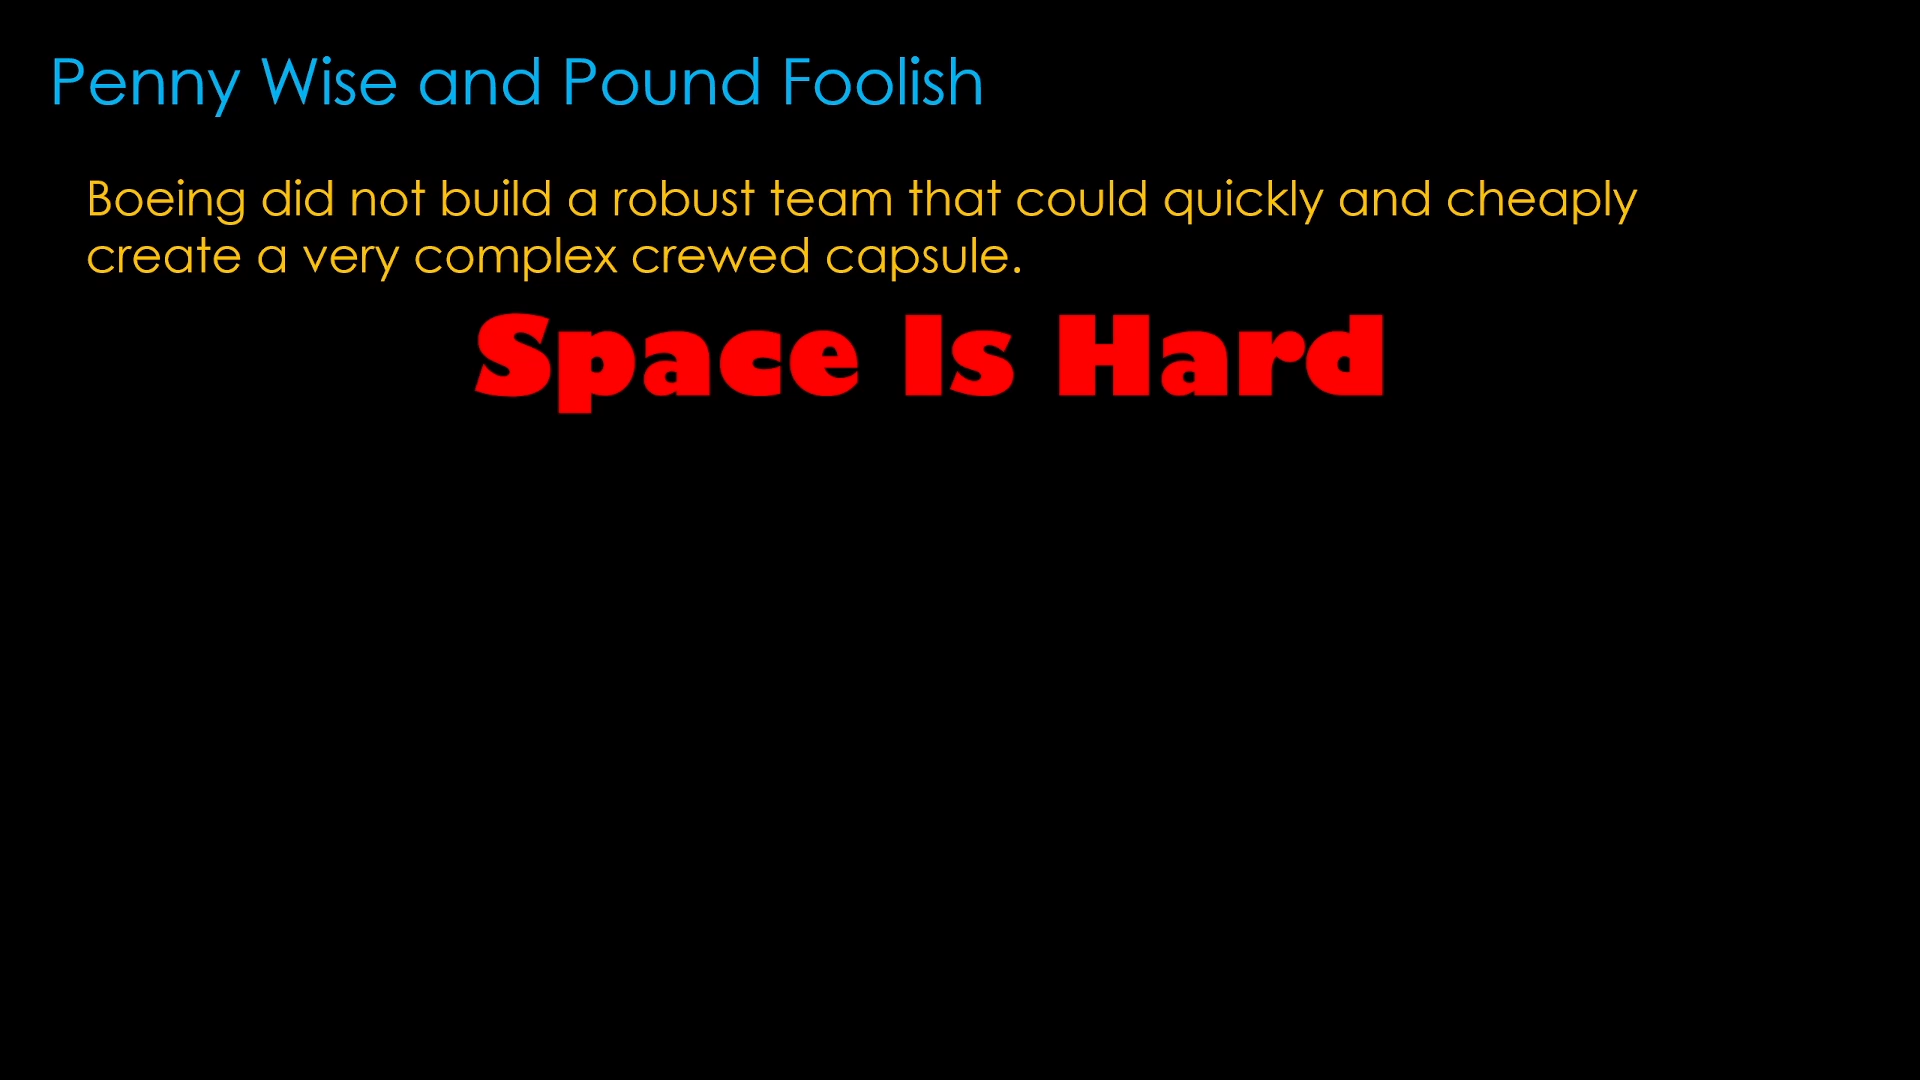 Penny Wise and Pound Foolish
Boeing did not build a robust team that could quickly and cheaply
create a very complex crewed capsule.
Space Is Hard